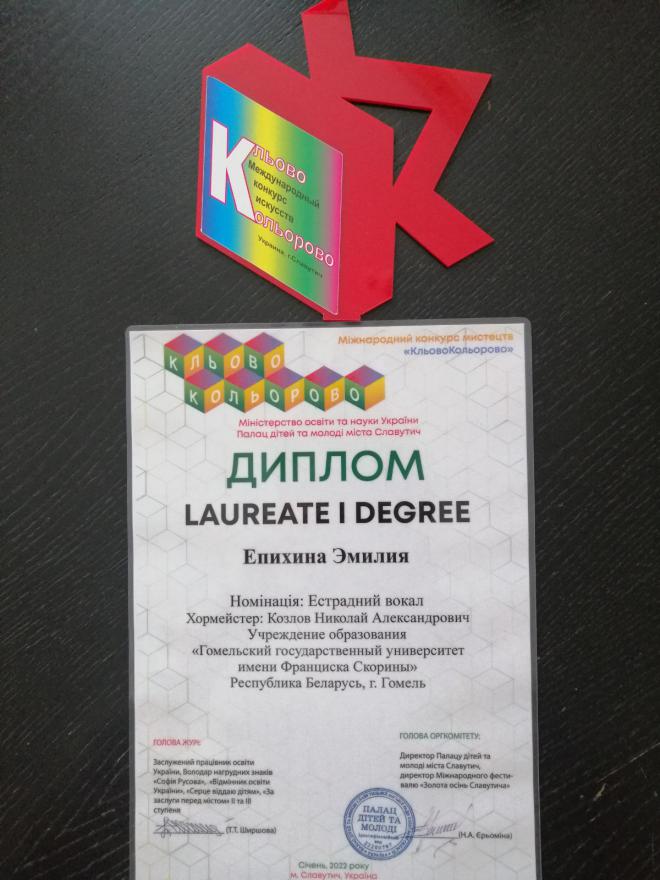 Кльово
Международный
конкурс
искусств
Кольорово
Украина, г.Славутич
Міжнародний конкурс мистецтв
«КльовоКольорово»
КЛЬОВО
КОЛЬОРОВО
Міністерство освіти та науки України
Палац дітей та молоді міста Славутич
ДИПЛОМ
LAUREATE I DEGREE
Епихина Эмилия
Номінація: Естрадний вокал
Хормейстер: Козлов Николай Александрович
Учреждение образования
«Гомельский государственный университет
имени Франциска Скорины»
Республика Беларусь, г. Гомель
ГОЛОВА ЖУРІ:
Заслужений працівник освіти
України, Володар нагрудних знаків
«Софія Русова», «Відмінник освіти
України», «Серце віддаю дітям», «За
заслуги перед містом» ІІ та ІІІ
ступеня
(Т.Т. Ширшова)
ГОЛОВА ОРГКОМІТЕТУ:
Директор Палацу дітей та
молоді міста Славутич,
директор Міжнародного фести-
валю «Золота осінь Славутича»
ПАЛАЦ
ДІТЕЙ ТА
МОЛОДІ
(Н.А. Єрьоміна)
Січень, 2022 року
м. Славутич, Україна